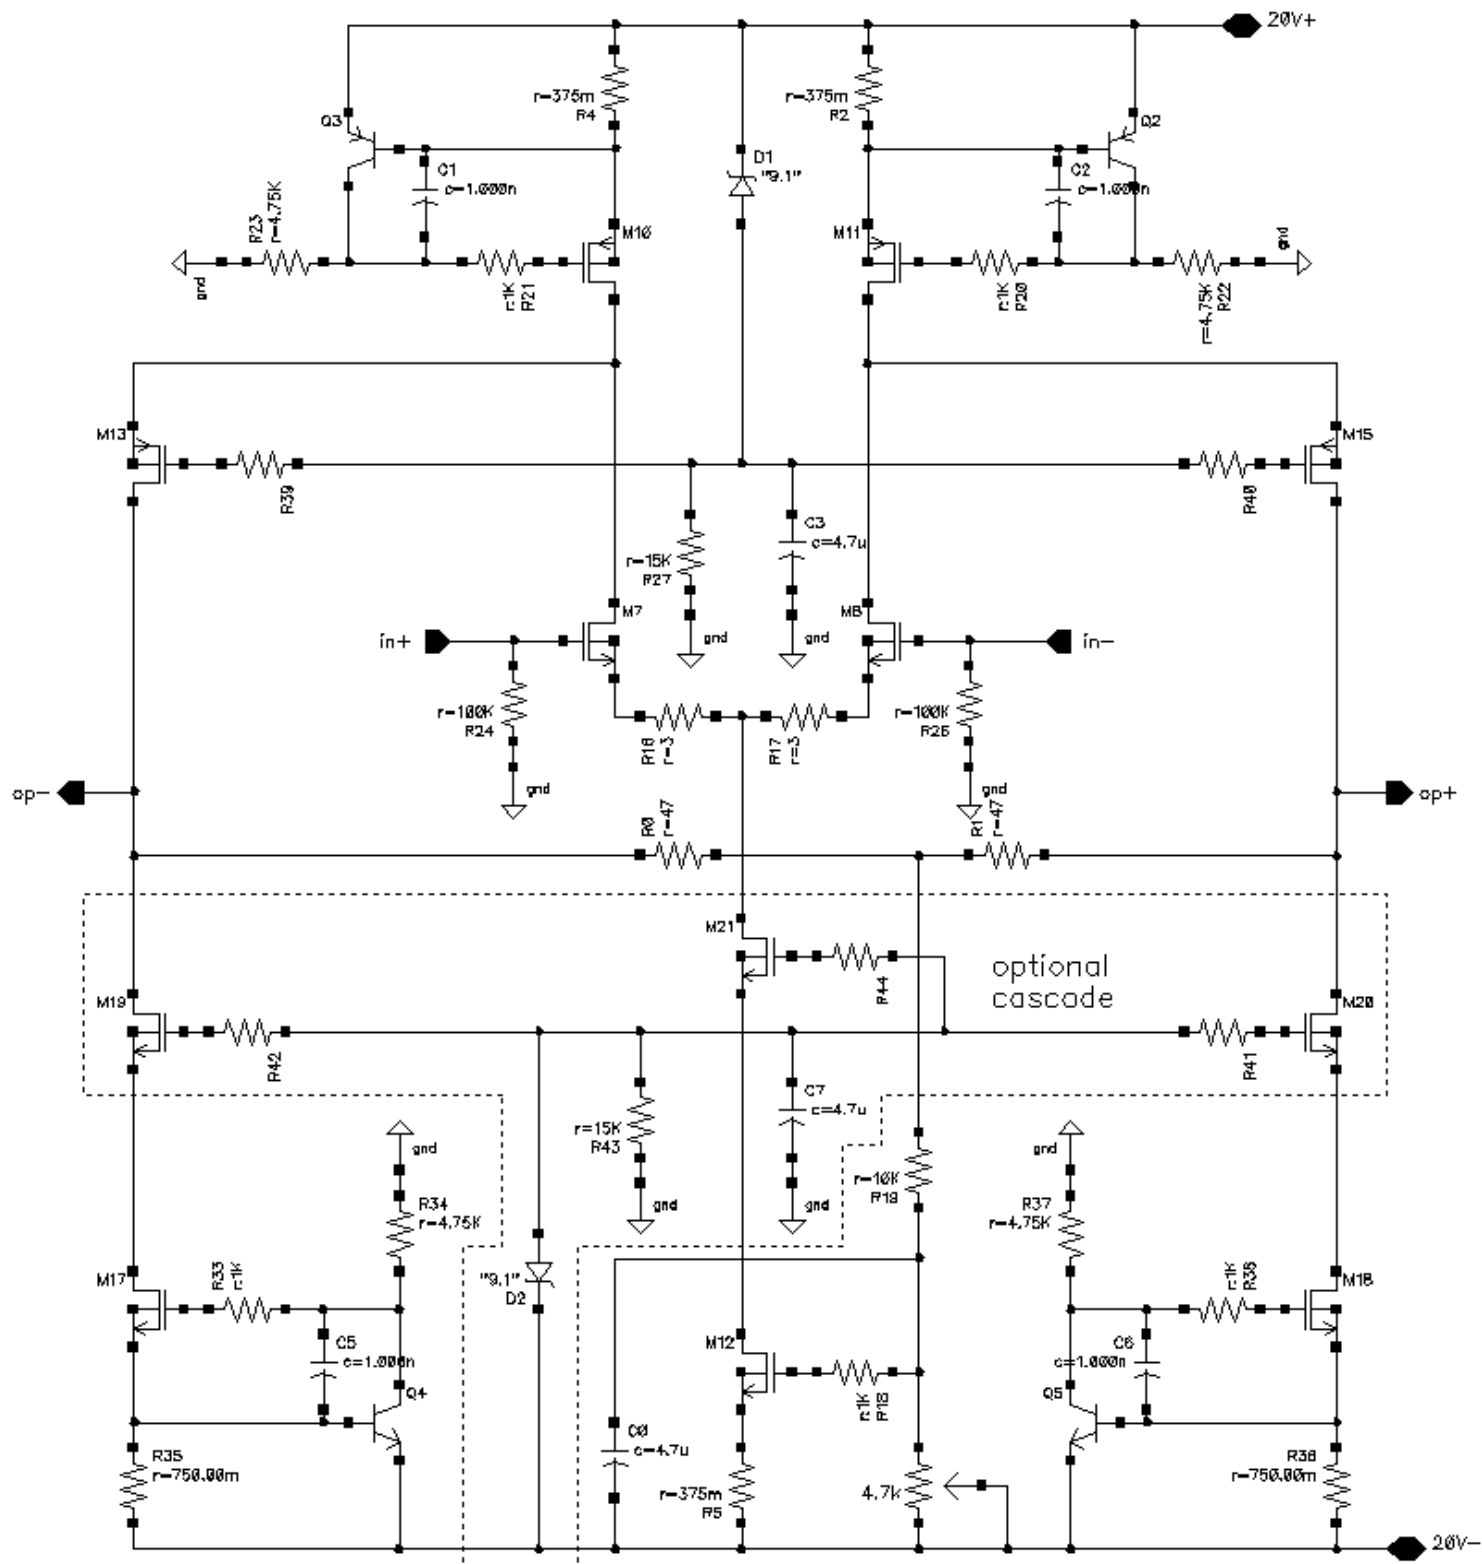 20V+
r=375m
R4
r=375m
R2
Q3
Q2
D1
"9.1"
C1
c=1.000n
C2
c=1.000n
R23
r=4.75K
M10
M11
gnd
gnd
r:1K
R21
r:1K
R20
r=4.75K
R22
M13
M15
R39
R40
C3
c=4.7u
r=15K
R27
M7
M8
in+
in-
gnd
gnd
r=100K
R24
r=100K
R26
R16
r=3
R17
r=3
gnd
gnd
op-
op+
R0
r=47
R1
r=47
M21
R44
optional
cascode
M19
M20
R42
R41
C7
c=4.7u
r=15K
R43
gnd
gnd
r=10K
R19
R34
r=4.75K
R37
r=4.75K
gnd
gnd
M17
R33
r:1K
"9.1"
D2
r:1K
R38
M18
C5
c=1.000n
Q4
M12
C6
c=1.000n
Q5
r:1K
R18
R35
r=750.00m
C0
c=4.7u
r=375m
R5
4.7k
R36
r=750.00m
20V-